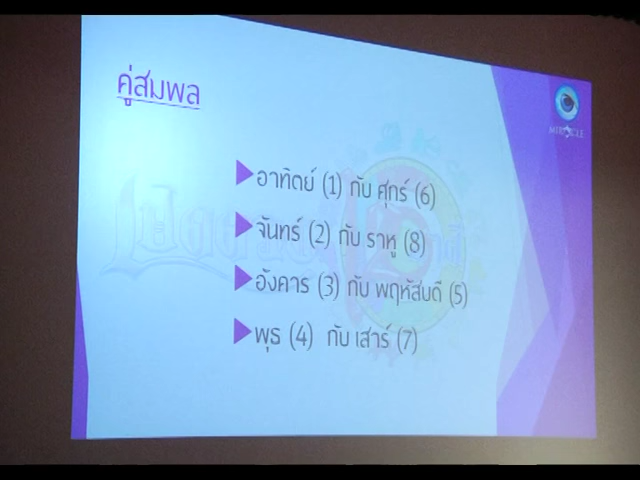 คู่สมพล
MIRACLE
อาทิตย์ (1) กับ ศุกร์ (6)
จันทร์ (2) กับ ราหู (8)
อังคาร (3) กับ พฤหัสบดี (5)
พุธ (4) กับ เสาร์ (7)